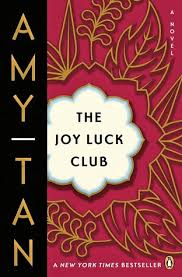 AMY TAN
A NOVEL
THE
JOY LUCK
CLUB
A NEW YORK TIMES BESTSELLER